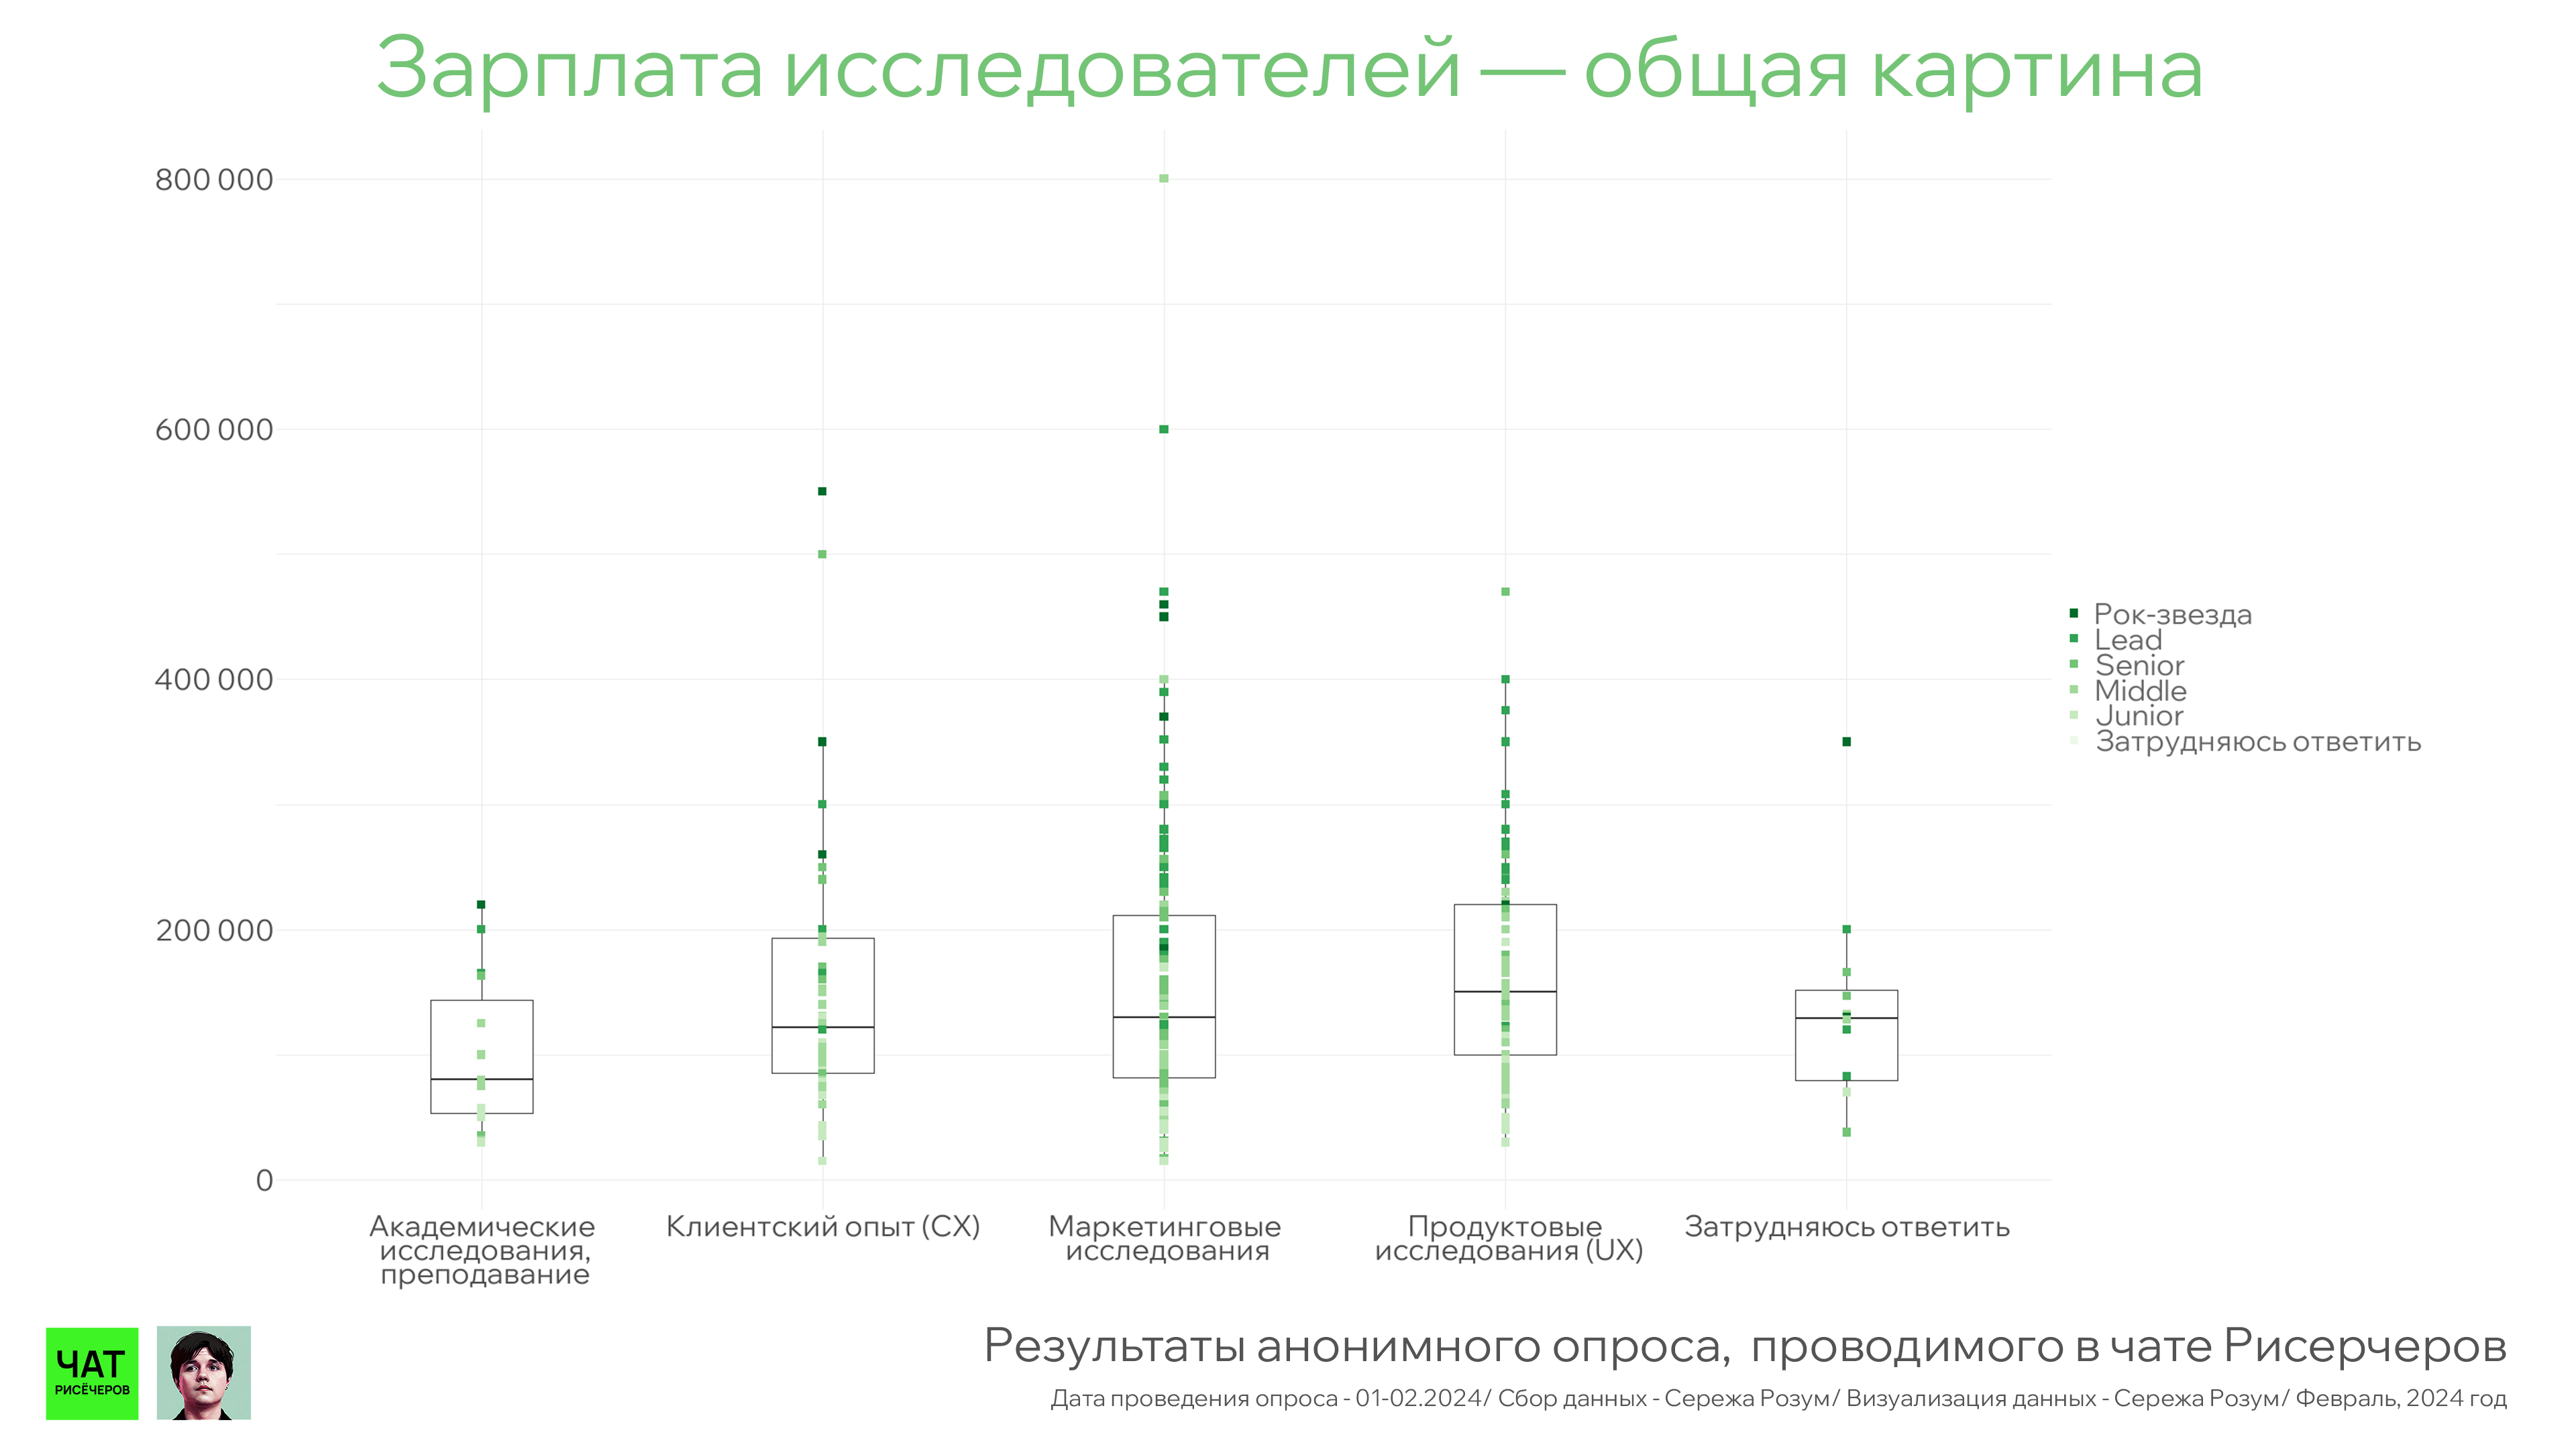 Зарплата исследователей — общая картина
800 000
600 000
400 000
200 000
0
Рок-звезда
Lead
Senior
Middle
Junior
Затрудняюсь ответить
Академические
исследования,
преподавание
Клиентский опыт (CX)
Маркетинговые
исследования
Продуктовые
исследования (UX)
Затрудняюсь ответить
ЧАТ
РИСЁЧЕРОВ
Результаты анонимного опроса,  проводимого в чате Рисерчеров
Дата проведения опроса - 01-02.2024/ Сбор данных - Сережа Розум/ Визуализация данных - Сережа Розум/ Февраль, 2024 год